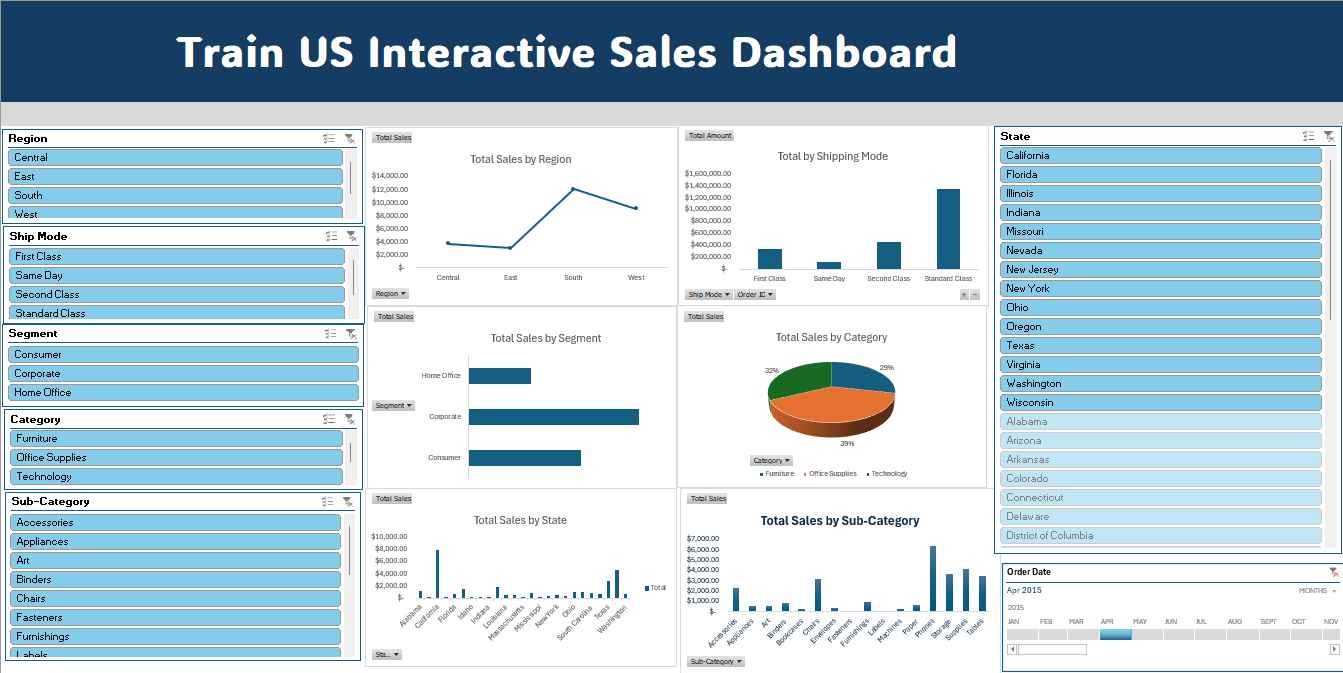 Train US Interactive Sales Dashboard
Region
Central
East
South
West
Ship Mode
First Class
Same Day
Second Class
Standard Class
Segment
Consumer
Corporate
Home Office
Category
Furniture
Office Supplies
Technology
Sub-Category
Accessories
Appliances
Art
Binders
Chairs
Fasteners
Furnishings
Labels
Total Sales
Total Sales by Region
$14,000.00
$12,000.00
$10,000.00
$8,000.00
$6,000.00
$4,000.00
$2,000.00
$-
Central East South West
Region
Total Amount
Total by Shipping Mode
$1,600,000.00
$1,400,000.00
$1,200,000.00
$1,000,000.00
$800,000.00
$600,000.00
$400,000.00
$200,000.00
$-
First Class Same Day Second Class Standard Class
Ship Mode Order ID
Total Sales
Total Sales by Segment
Home Office
Corporate
Consumer
Segment
Total Sales
Total Sales by Category
32% 29%
39%
Category
Furniture Office Supplies Technology
Total Sales
Total Sales by State
$10,000.00
$8,000.00
$6,000.00
$4,000.00
$2,000.00
$-
Total
Alabama California Florida Idaho Indiana Louisiana Massachusetts Mississippi New York Ohio South Carolina Texas Washington
Sta...
Total Sales
Total Sales by Sub-Category
$7,000.00
$6,000.00
$5,000.00
$4,000.00
$3,000.00
$2,000.00
$1,000.00
$-
Accessories Appliances Art Binders Bookcases Chairs Envelopes Fasteners Furnishings Labels Machines Paper Phones Storage Supplies Tables
Sub-Category
State
California
Florida
Illinois
Indiana
Missouri
Nevada
New Jersey
New York
Ohio
Oregon
Texas
Virginia
Washington
Wisconsin
Alabama
Arizona
Arkansas
Colorado
Connecticut
Delaware
District of Columbia
Order Date
Apr 2015 MONTHS
2015
JAN FEB MAR APR MAY JUN JUL AUG SEPT OCT NOV